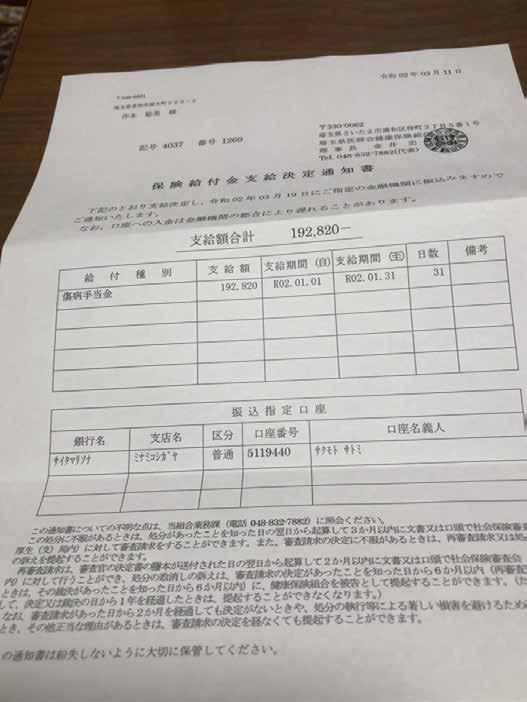 令和02年03月11日
作本 聡美 様
記号 4037 番号 1269
〒330-0062
埼玉県さいたま市浦和区仲町3丁目5番1号
埼玉県医師会健康保険組合
理事長 金井 忠
Tel. 048-832-7882(代表)
保険給付金支給決定通知書
下記のとおり支給決定し、令和02年03月19日にご指定の金融機関に振込みますので
ご通知いたします。
なお、口座への入金は金融機関の都合により遅れることがあります。
支給額合計 192,820−
給付種別 支給額 支給期間(自) 支給期間(至) 日数 備考
傷病手当金 192,820 R02.01.01 R02.01.31 31
振込指定口座
銀行名 支店名 区分 口座番号 口座名義人
サイタマリソナ ミナミコシガヤ 普通 5119440 サクモト サトミ
この通知書についての不明な点は、当組合業務課(電話 048-832-7882)に照会ください。
この処分に不服があるときは、処分があったことを知った日の翌日から起算して3か月以内に文書又は口頭で社会保険審査
厚生(支)局内)に対して審査請求をすることができます。また、審査請求の決定に不服があるときは、再審査請求又は処
の訴えを提起することができます。
再審査請求は、審査官の決定書の謄本が送付された日の翌日から起算して2か月以内に文書又は口頭で社会保険審査会
内)に対して行うことができ、処分の取消しの訴えは、審査請求の決定があったことを知った日から6か月以内(再審査
ときは、その裁決があったことを知った日から6か月以内)に、健康保険組合を被告として提起することができます。(た
して、決定又は裁決の日から1年を経過したときは、提起することができなくなります。)
なお、審査請求があった日から2か月を経過しても決定がないときや、処分の執行等による著しい損害を避けるため
とき、その他正当な理由があるときは、審査請求の決定を経なくても提起することができます。
の通知書は紛失しないように大切に保管してください。